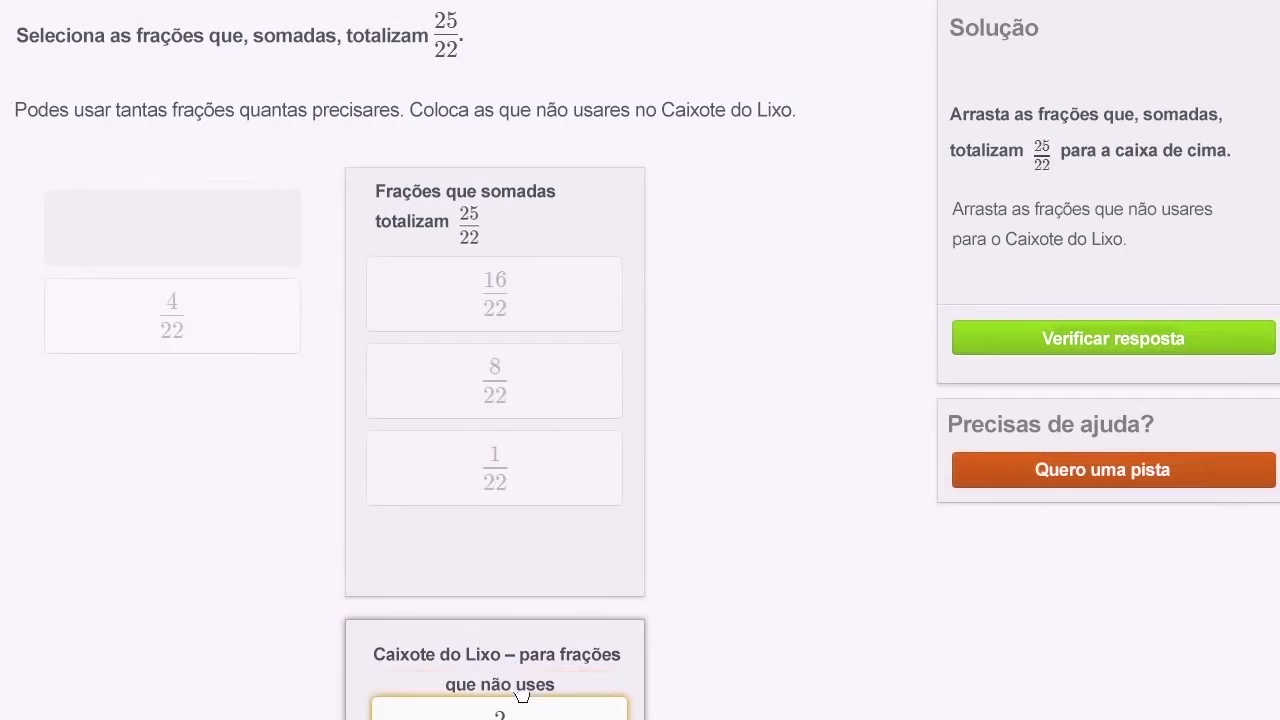 Seleciona as frações que, somadas, totalizam 25/22.
Podes usar tantas frações quantas precisares. Coloca as que não usares no Caixote do Lixo.
4/22
Frações que somadas
totalizam 25/22
16/22
8/22
1/22
Caixote do Lixo – para frações
que não uses
Solução
Arrasta as frações que, somadas,
totalizam 25/22 para a caixa de cima.
Arrasta as frações que não usares
para o Caixote do Lixo.
Verificar resposta
Precisas de ajuda?
Quero uma pista